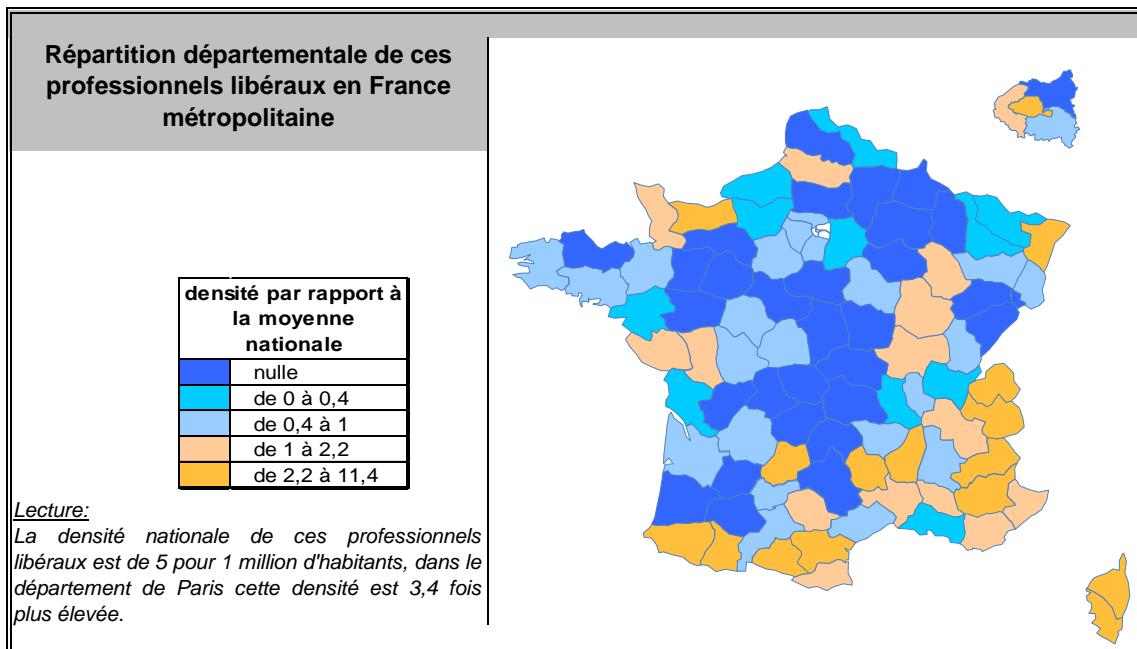 Répartition départementale de ces
professionnels libéraux en France
métropolitaine
densité par rapport à
la moyenne
nationale
nulle
de 0 à 0,4
de 0,4 à 1
de 1 à 2,2
de 2,2 à 11,4
Lecture:
La densité nationale de ces professionnels
libéraux est de 5 pour 1 million d'habitants, dans le
département de Paris cette densité est 3,4 fois
plus élevée.